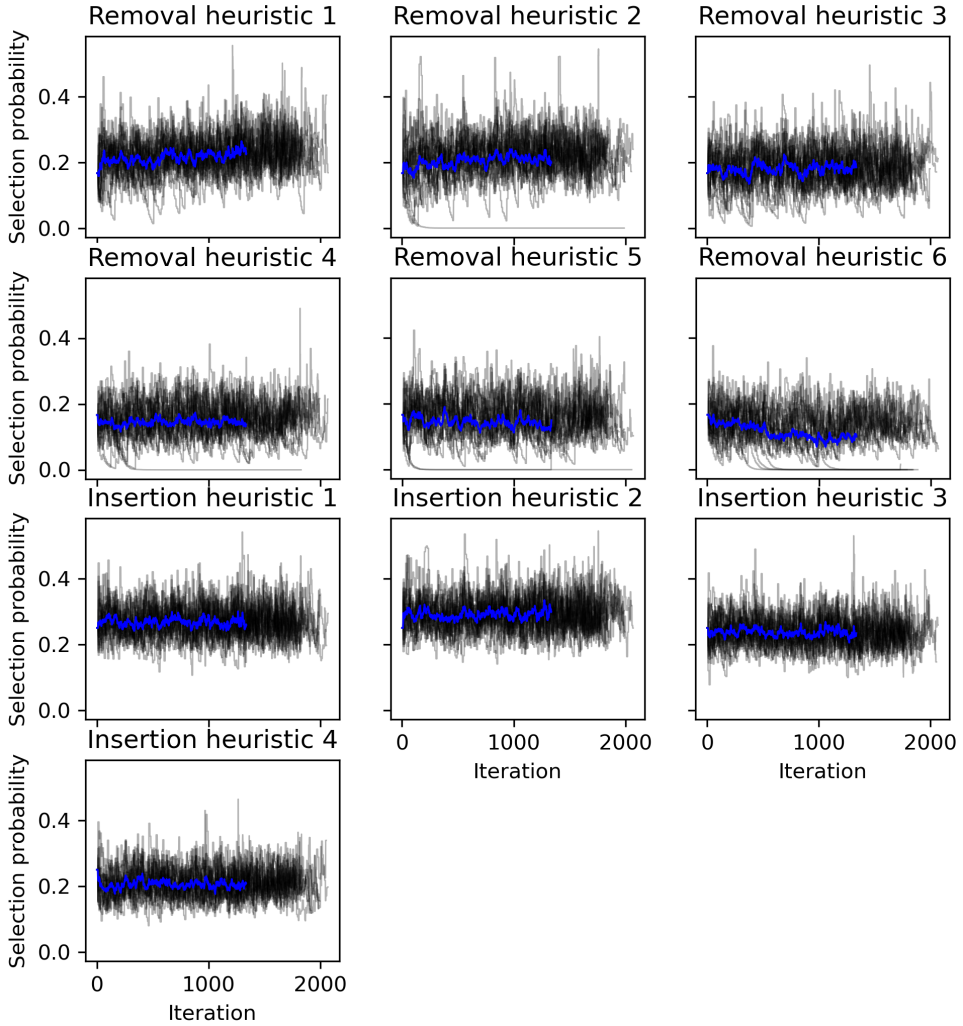 Removal heuristic 1
Removal heuristic 2
Removal heuristic 3
Selection probability
0.4
0.2
0.0
Removal heuristic 4
Removal heuristic 5
Removal heuristic 6
Selection probability
0.4
0.2
0.0
Insertion heuristic 1
Insertion heuristic 2
Insertion heuristic 3
Selection probability
0.4
0.2
0.0
0 1000 2000
Iteration
0 1000 2000
Iteration
Insertion heuristic 4
Selection probability
0.4
0.2
0.0
0 1000 2000
Iteration